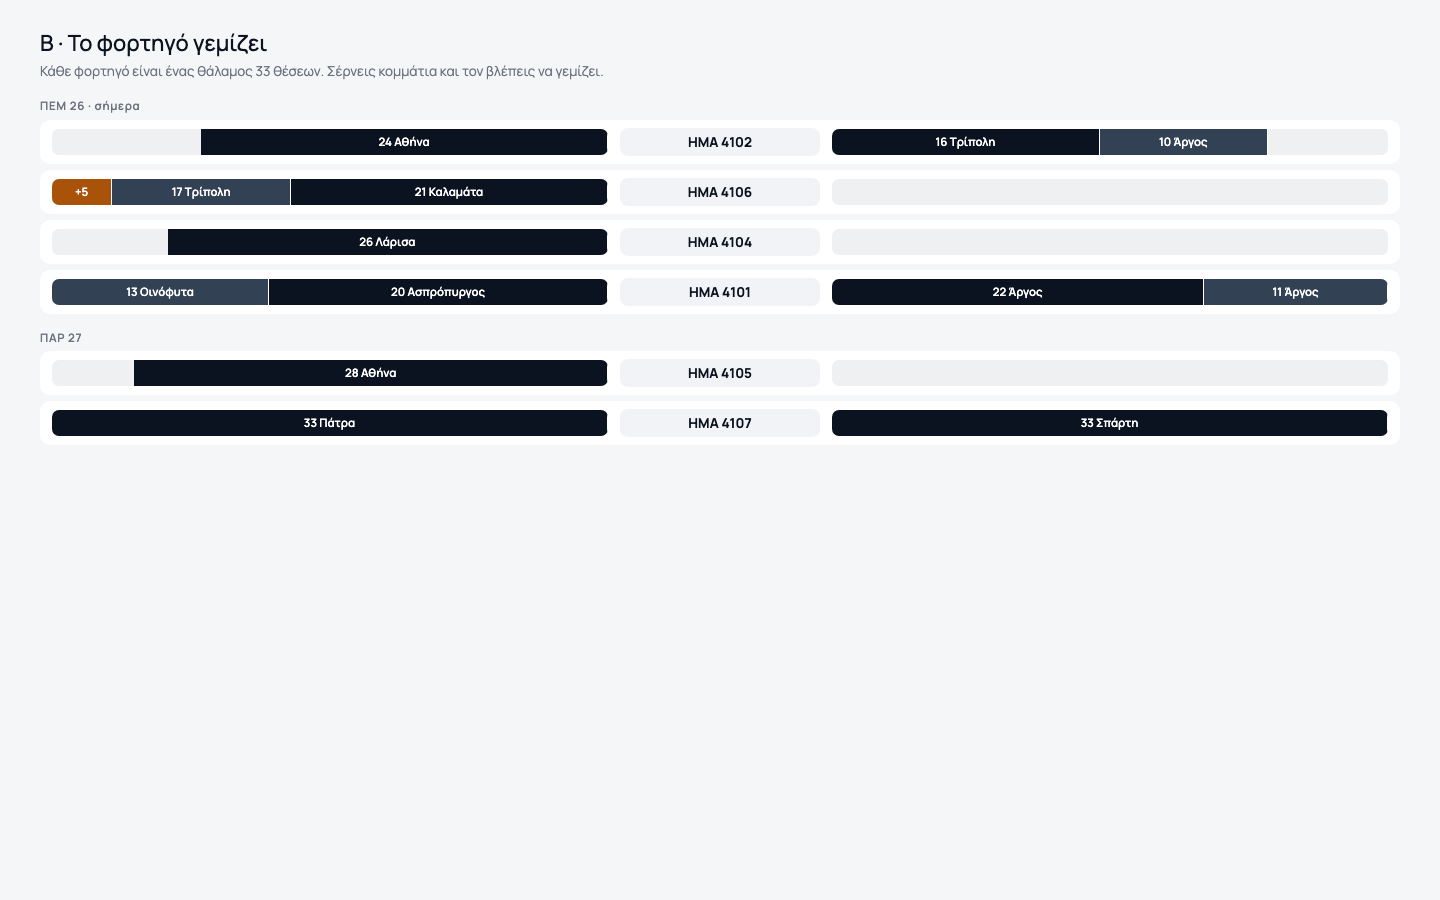 Β · Το φορτηγό γεμίζει
Κάθε φορτηγό είναι ένας θάλαμος 33 θέσεων. Σέρνεις κομμάτια και τον βλέπεις να γεμίζει.
ΠΕΜ 26 · σήμερα
24 Αθήνα ΗΜΑ 4102 16 Τρίπολη 10 Άργος
+5 17 Τρίπολη 21 Καλαμάτα ΗΜΑ 4106
26 Λάρισα ΗΜΑ 4104
13 Οινόφυτα 20 Ασπρόπυργος ΗΜΑ 4101 22 Άργος 11 Άργος
ΠΑΡ 27
28 Αθήνα ΗΜΑ 4105
33 Πάτρα ΗΜΑ 4107 33 Σπάρτη